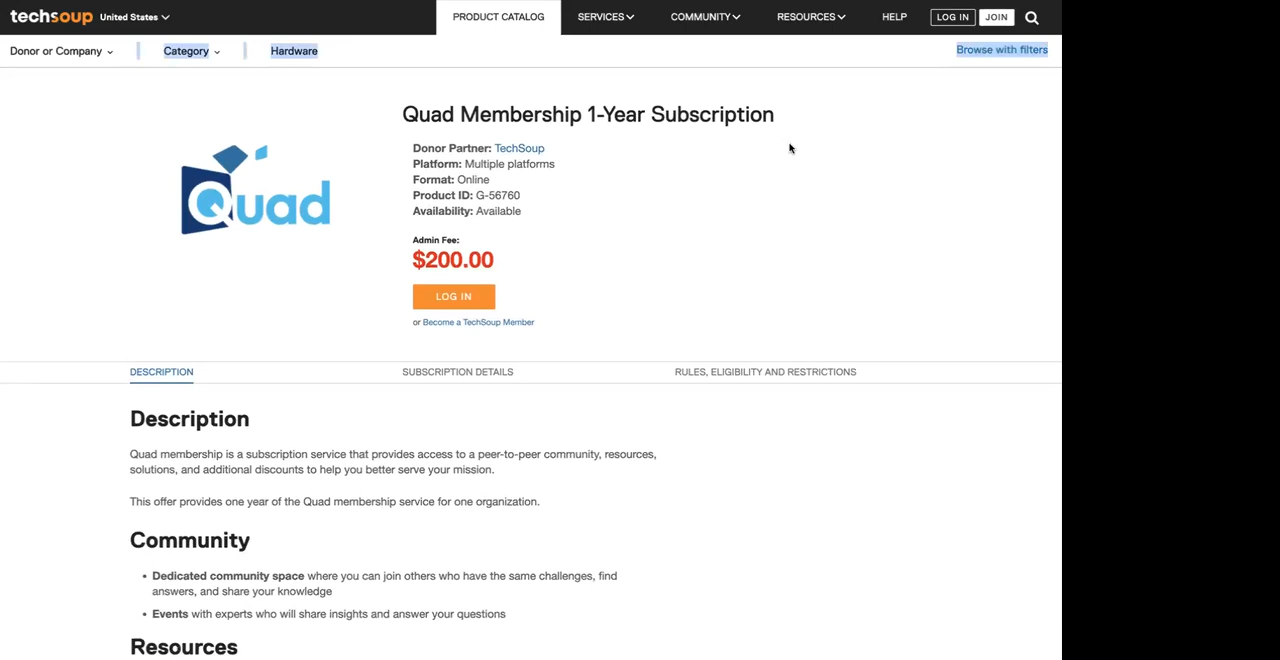 techsoup United States PRODUCT CATALOG SERVICES COMMUNITY RESOURCES HELP LOG IN JOIN
Donor or Company Category Hardware Browse with filters
Quad Membership 1-Year Subscription
Quad
Donor Partner: TechSoup
Platform: Multiple platforms
Format: Online
Product ID: G-56760
Availability: Available
Admin Fee:
$200.00
LOG IN
or Become a TechSoup Member
DESCRIPTION SUBSCRIPTION DETAILS RULES, ELIGIBILITY AND RESTRICTIONS
Description
Quad membership is a subscription service that provides access to a peer-to-peer community, resources,
solutions, and additional discounts to help you better serve your mission.
This offer provides one year of the Quad membership service for one organization.
Community
• Dedicated community space where you can join others who have the same challenges, find
answers, and share your knowledge
• Events with experts who will share insights and answer your questions
Resources